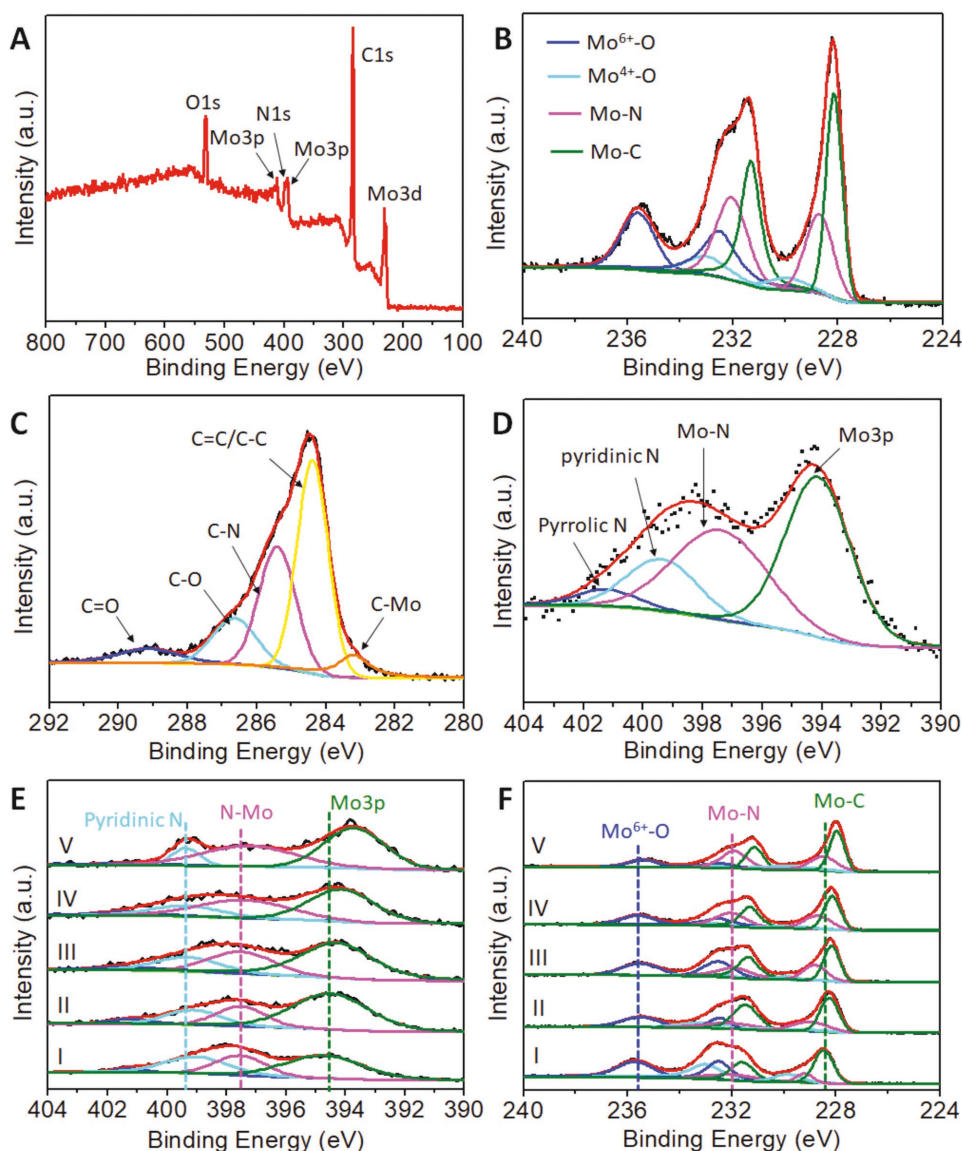 A
C1s
O1s
N1s
Mo3p
Mo3p
Mo3d
Intensity (a.u.)
800 700 600 500 400 300 200 100
Binding Energy (eV)
B
Mo⁶⁺-O
Mo⁴⁺-O
Mo-N
Mo-C
Intensity (a.u.)
240 236 232 228 224
Binding Energy (eV)
C
C=C/C-C
C-N
C-O
C=O
C-Mo
Intensity (a.u.)
292 290 288 286 284 282 280
Binding Energy (eV)
D
Mo-N
Mo3p
pyridinic N
Pyrrolic N
Intensity (a.u.)
404 402 400 398 396 394 392 390
Binding Energy (eV)
E
Pyridinic N
N-Mo
Mo3p
V
IV
III
II
I
Intensity (a.u.)
404 402 400 398 396 394 392 390
Binding Energy (eV)
F
Mo⁶⁺-O
Mo-N
Mo-C
V
IV
III
II
I
Intensity (a.u.)
240 236 232 228 224
Binding Energy (eV)